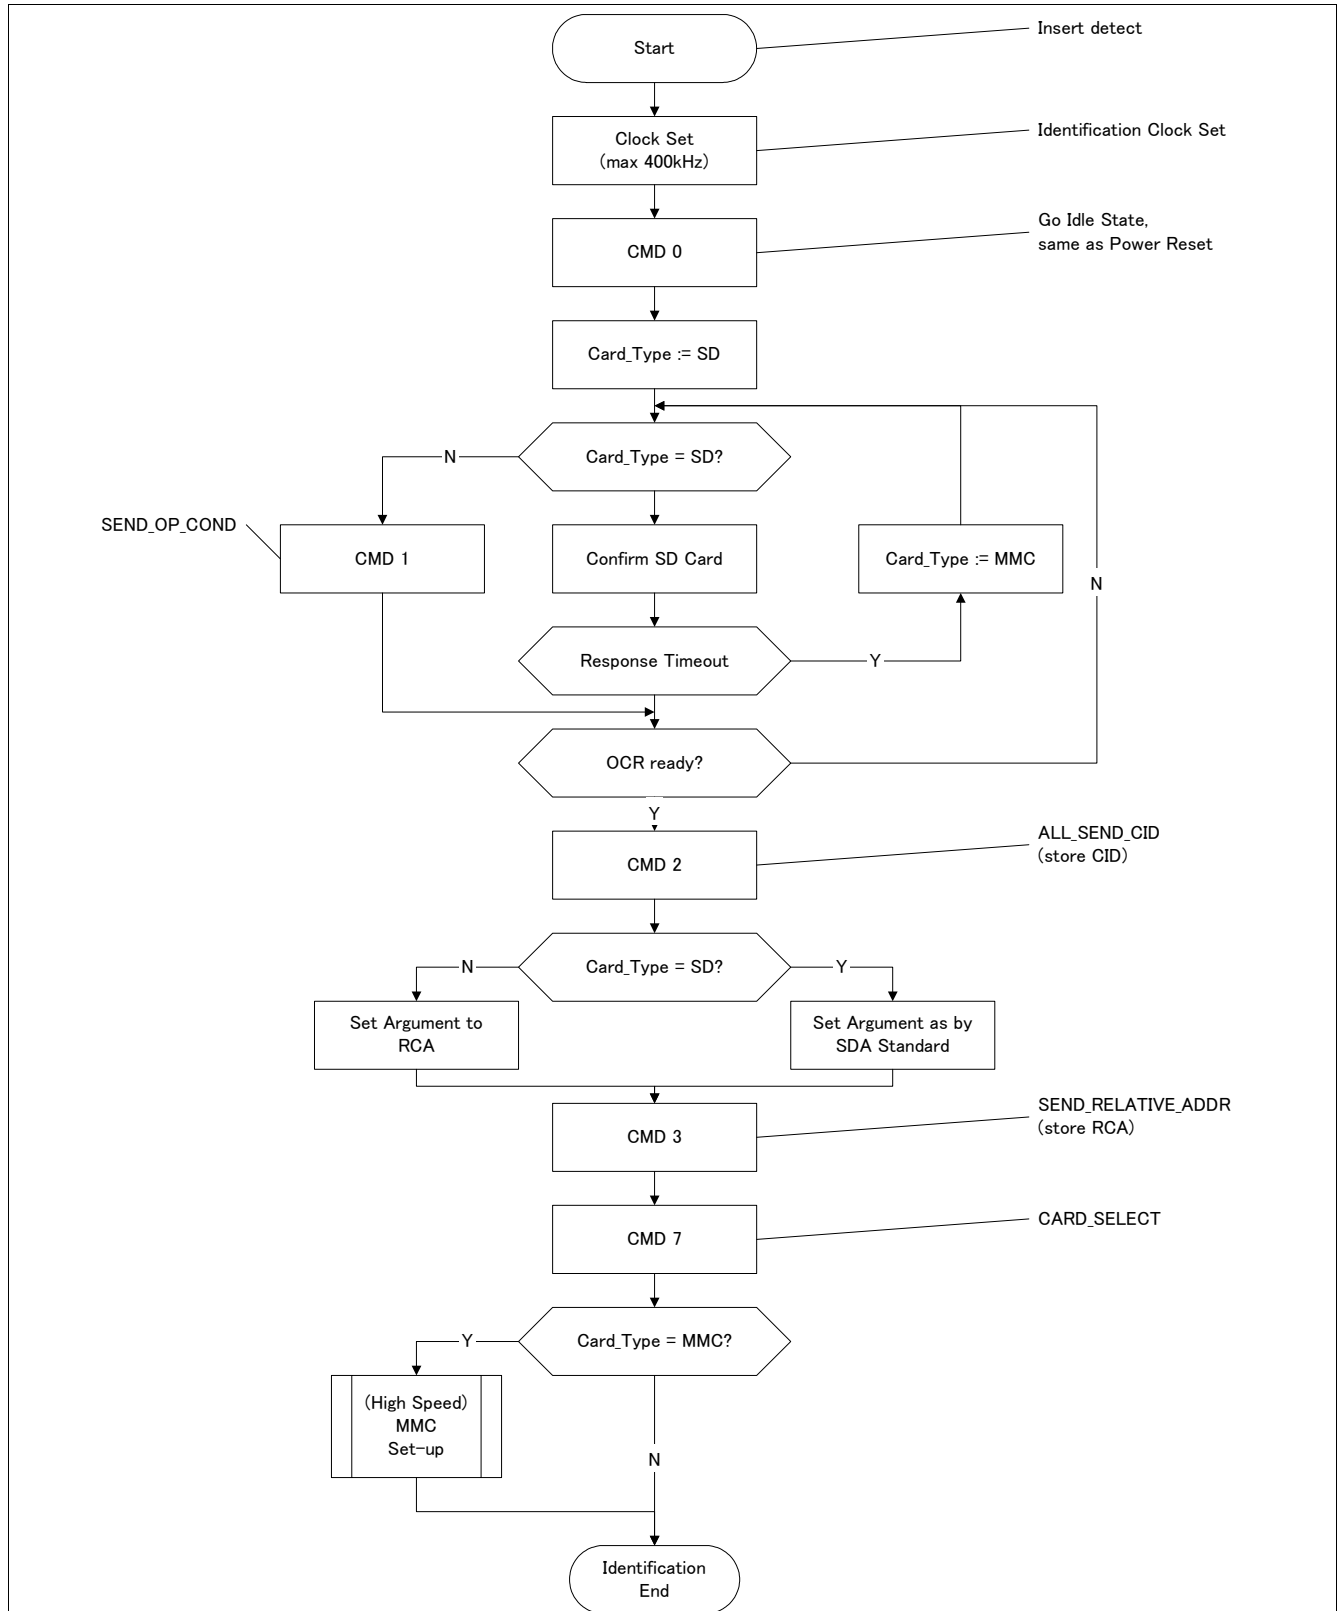 Start
Insert detect
Clock Set
(max 400kHz)
Identification Clock Set
CMD 0
Go Idle State,
same as Power Reset
Card_Type := SD
Card_Type = SD?
N
SEND_OP_COND
CMD 1
Confirm SD Card
Card_Type := MMC
N
Response Timeout
Y
OCR ready?
Y
CMD 2
ALL_SEND_CID
(store CID)
Card_Type = SD?
N
Y
Set Argument to
RCA
Set Argument as by
SDA Standard
CMD 3
SEND_RELATIVE_ADDR
(store RCA)
CMD 7
CARD_SELECT
Card_Type = MMC?
Y
(High Speed)
MMC
Set-up
N
Identification
End